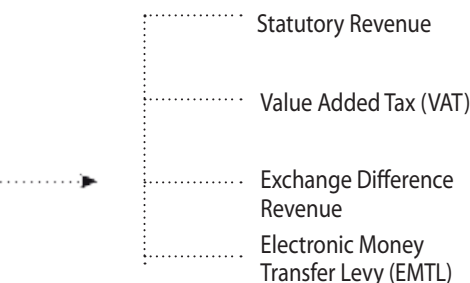 Statutory Revenue
Value Added Tax (VAT)
Exchange Difference
Revenue
Electronic Money
Transfer Levy (EMTL)